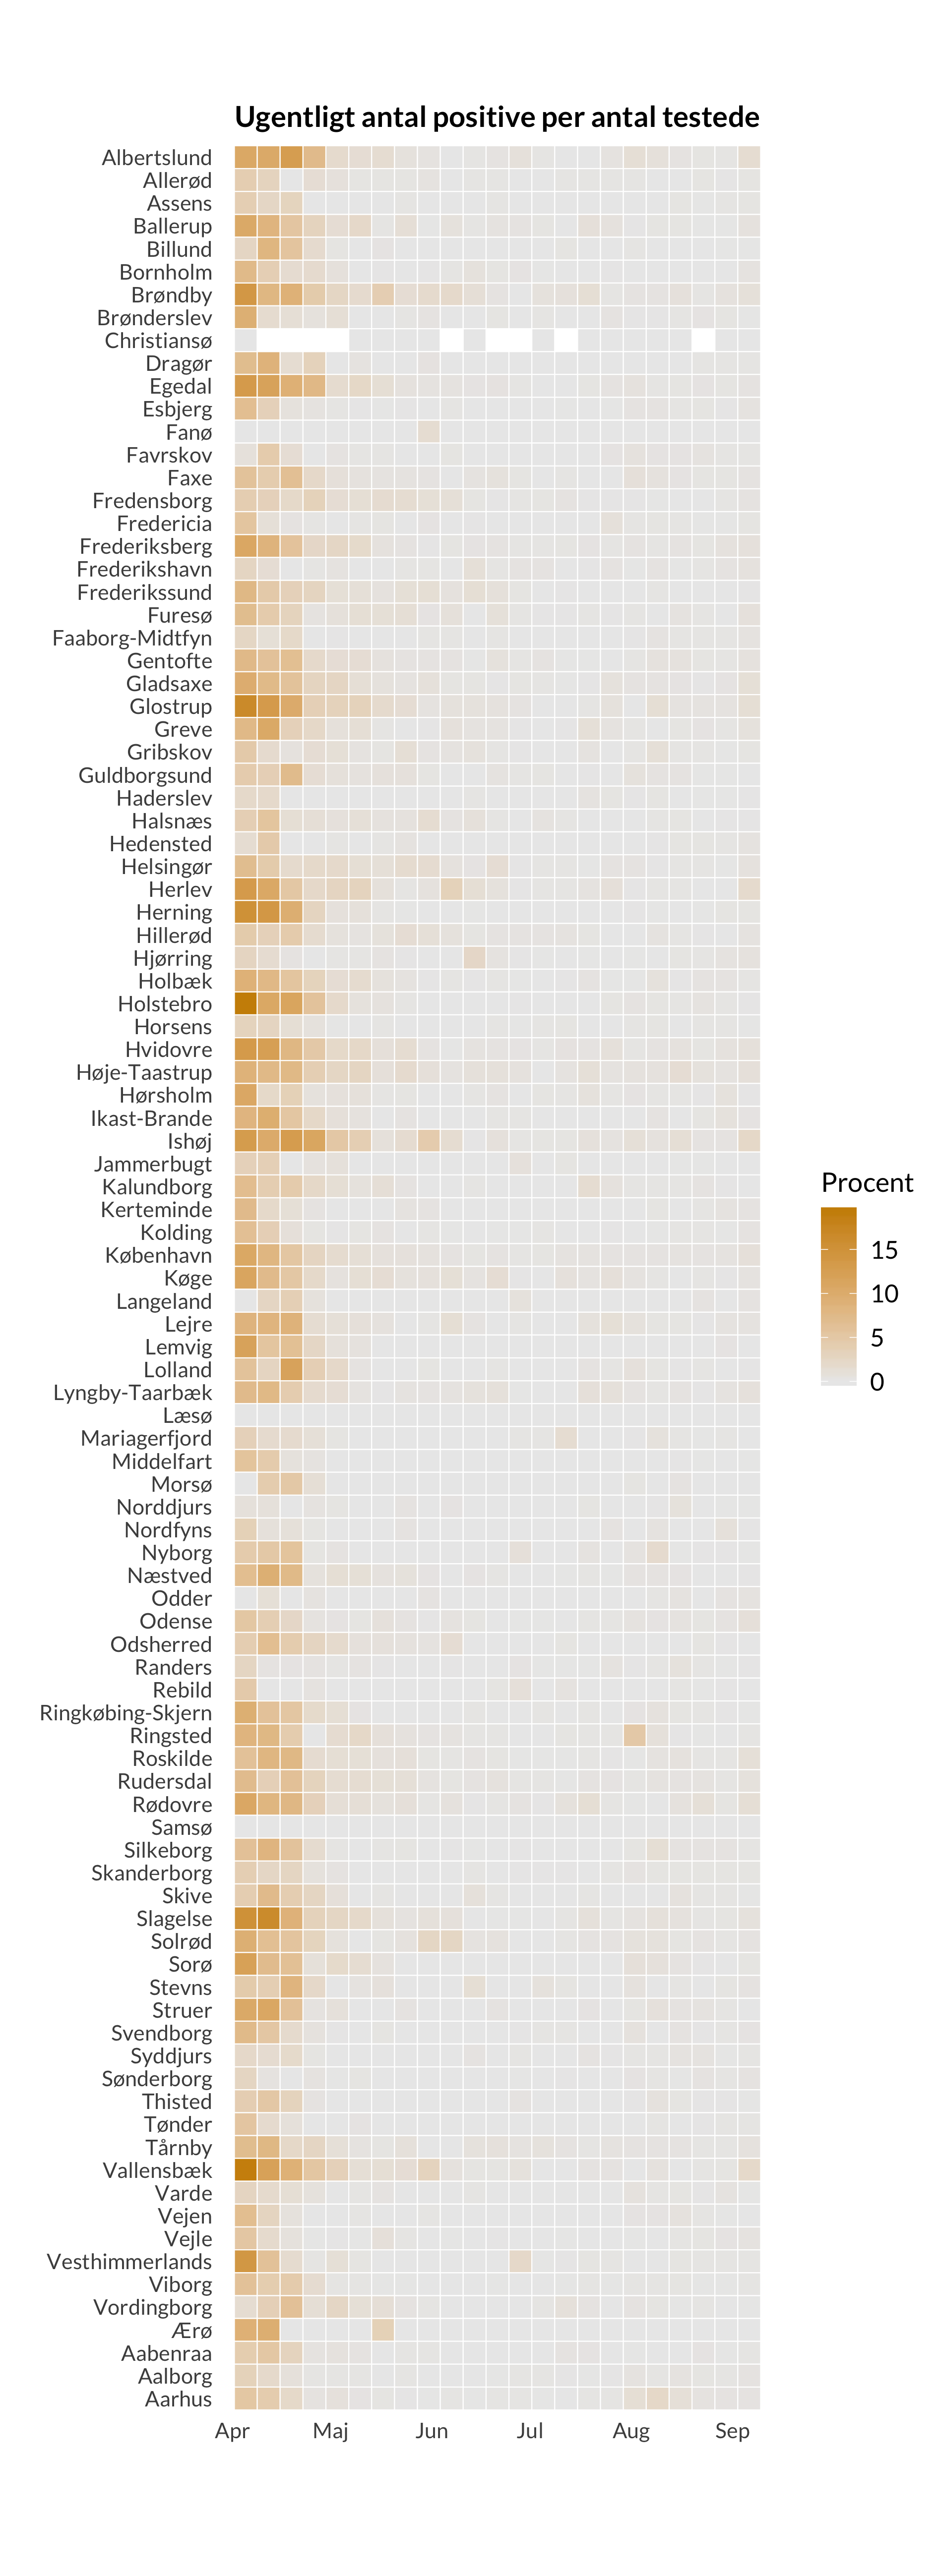 Ugentligt antal positive per antal testede
Albertslund
Allerød
Assens
Ballerup
Billund
Bornholm
Brøndby
Brønderslev
Christiansø
Dragør
Egedal
Esbjerg
Fanø
Favrskov
Faxe
Fredensborg
Fredericia
Frederiksberg
Frederikshavn
Frederikssund
Furesø
Faaborg-Midtfyn
Gentofte
Gladsaxe
Glostrup
Greve
Gribskov
Guldborgsund
Haderslev
Halsnæs
Hedensted
Helsingør
Herlev
Herning
Hillerød
Hjørring
Holbæk
Holstebro
Horsens
Hvidovre
Høje-Taastrup
Hørsholm
Ikast-Brande
Ishøj
Jammerbugt
Kalundborg
Kerteminde
Kolding
København
Køge
Langeland
Lejre
Lemvig
Lolland
Lyngby-Taarbæk
Læsø
Mariagerfjord
Middelfart
Morsø
Norddjurs
Nordfyns
Nyborg
Næstved
Odder
Odense
Odsherred
Randers
Rebild
Ringkøbing-Skjern
Ringsted
Roskilde
Rudersdal
Rødovre
Samsø
Silkeborg
Skanderborg
Skive
Slagelse
Solrød
Sorø
Stevns
Struer
Svendborg
Syddjurs
Sønderborg
Thisted
Tønder
Tårnby
Vallensbæk
Varde
Vejen
Vejle
Vesthimmerlands
Viborg
Vordingborg
Ærø
Aabenraa
Aalborg
Aarhus
Apr Maj Jun Jul Aug Sep
Procent
15
10
5
0